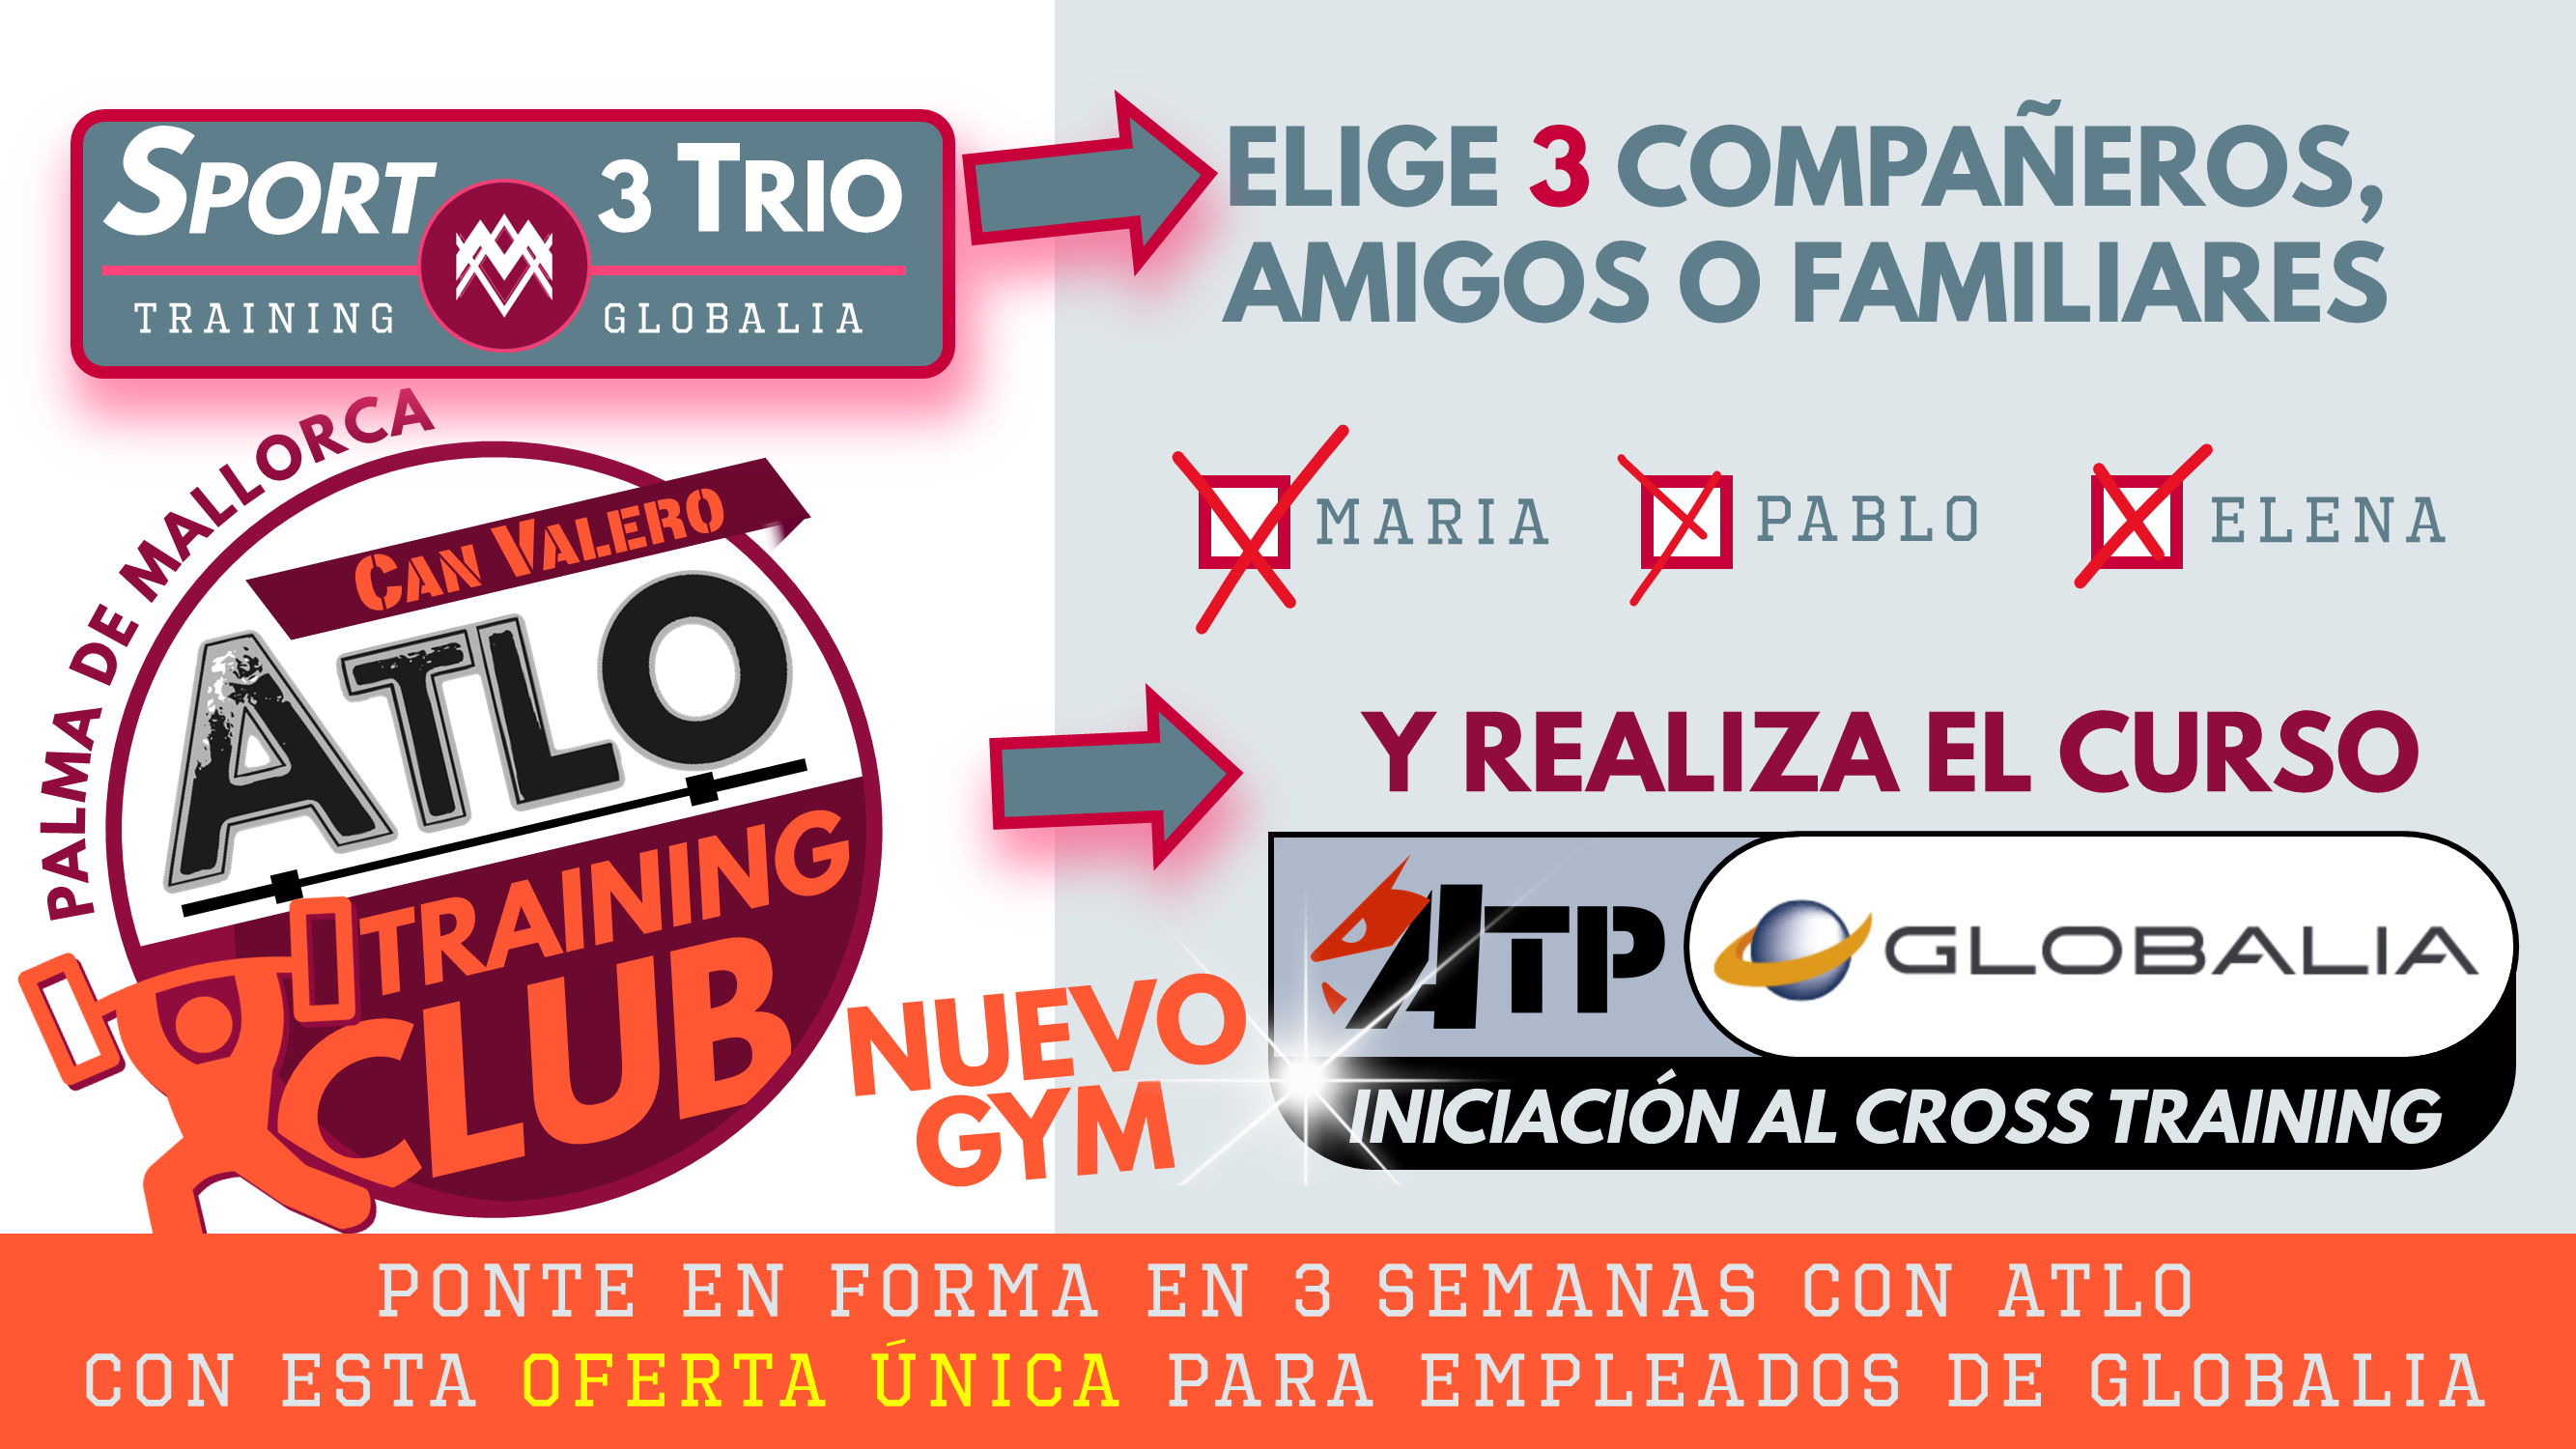 SPORT 3 TRIO
TRAINING GLOBALIA
ELIGE 3 COMPAÑEROS,
AMIGOS O FAMILIARES
MARIA PABLO ELENA
PALMA DE MALLORCA
CAN VALERO
ATLO
TRAINING
CLUB
NUEVO
GYM
Y REALIZA EL CURSO
ATP GLOBALIA
INICIACIÓN AL CROSS TRAINING
PONTE EN FORMA EN 3 SEMANAS CON ATLO
CON ESTA OFERTA ÚNICA PARA EMPLEADOS DE GLOBALIA